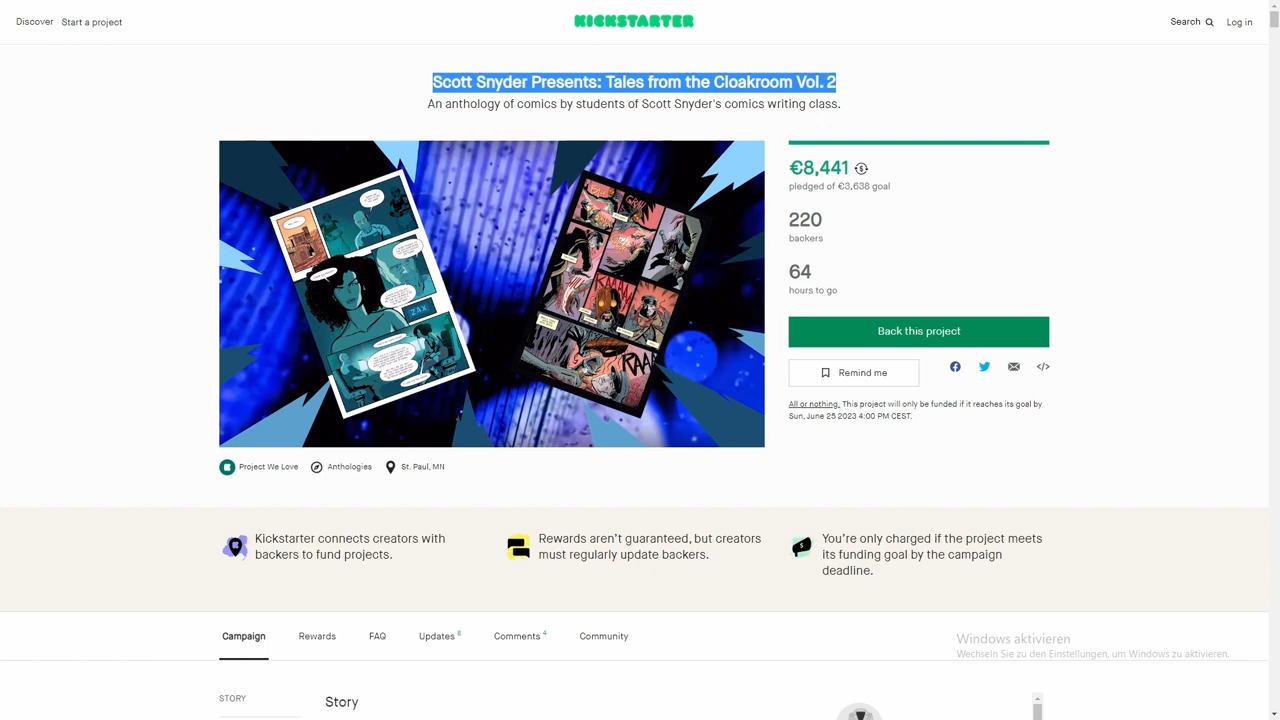 Discover Start a project KICKSTARTER Search Log in
Scott Snyder Presents: Tales from the Cloakroom Vol. 2
An anthology of comics by students of Scott Snyder's comics writing class.
€8,441
pledged of €3,638 goal
220
backers
64
hours to go
Back this project
Remind me
All or nothing. This project will only be funded if it reaches its goal by
Sun, June 25 2023 4:00 PM CEST.
Project We Love Anthologies St. Paul, MN
Kickstarter connects creators with
backers to fund projects.
Rewards aren't guaranteed, but creators
must regularly update backers.
You're only charged if the project meets
its funding goal by the campaign
deadline.
Campaign Rewards FAQ Updates Comments 4 Community
Windows aktivieren
Wechseln Sie zu den Einstellungen, um Windows zu aktivieren.
STORY
Story